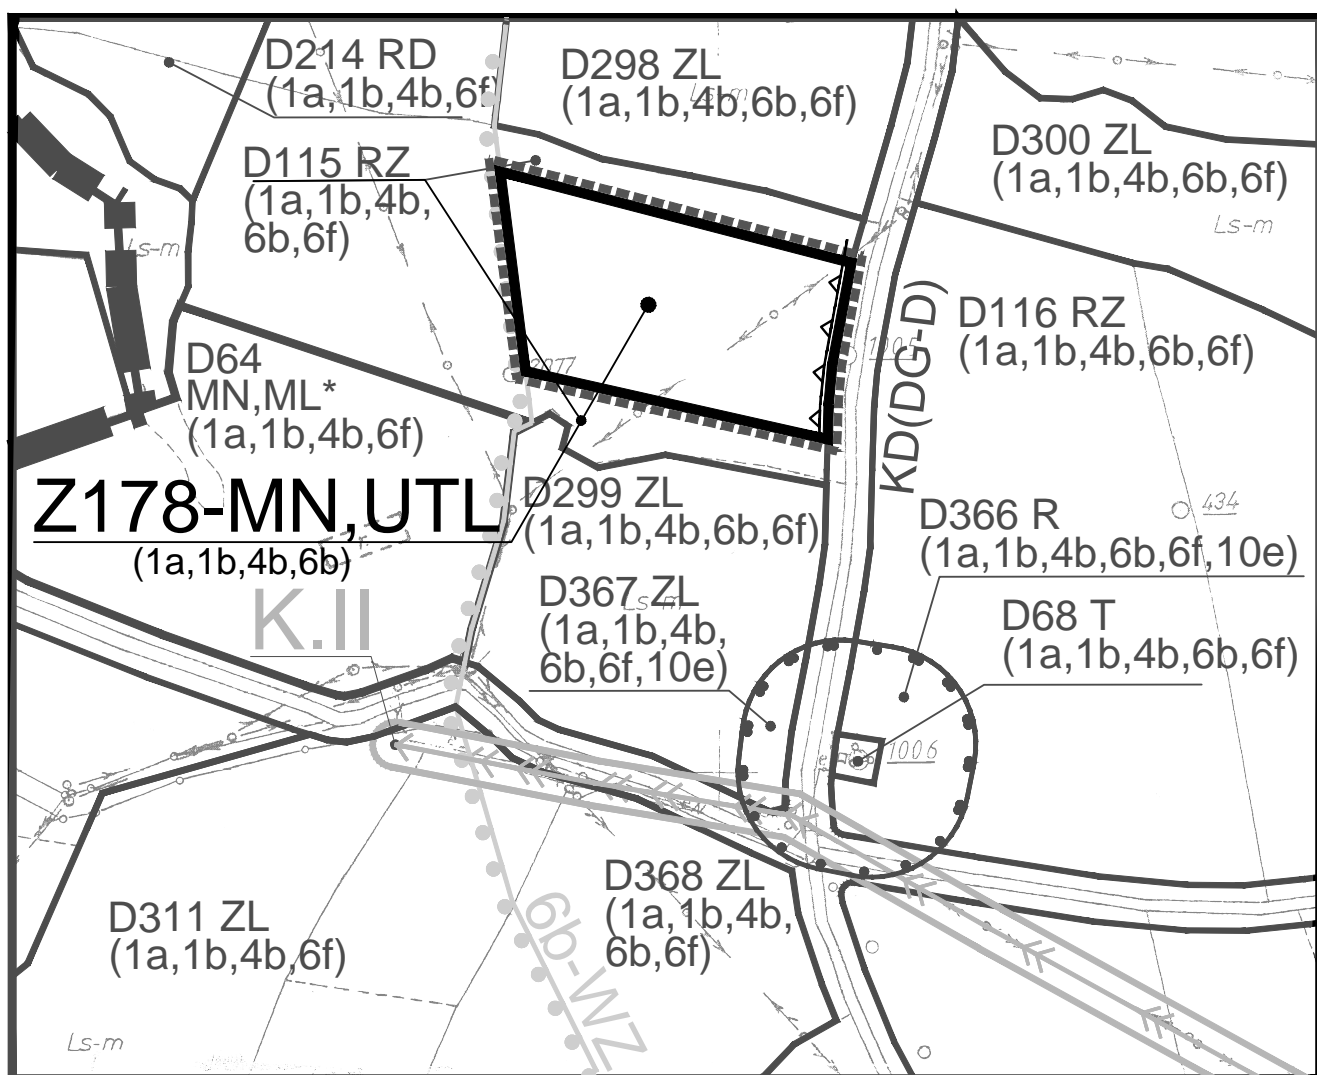 D214 RD
(1a,1b,4b,6f)
D298 ZL
(1a,1b,4b,6b,6f)
Ls-m
D300 ZL
(1a,1b,4b,6b,6f)
Ls-m
D115 RZ
(1a,1b,4b,
6b,6f)
Ls-m
D116 RZ
(1a,1b,4b,6b,6f)
KD(DG-D)
1005
D64
MN,ML*
(1a,1b,4b,6f)
Z178-MN,UTL
(1a,1b,4b,6b)
D299 ZL
(1a,1b,4b,6b,6f)
434
D366 R
(1a,1b,4b,6b,6f,10e)
K.II
D367 ZL
(1a,1b,4b,
6b,6f,10e)
Ls-m
D68 T
(1a,1b,4b,6b,6f)
1006
D311 ZL
(1a,1b,4b,6f)
D368 ZL
(1a,1b,4b,
6b,6f)
6b-WZ
Ls-m